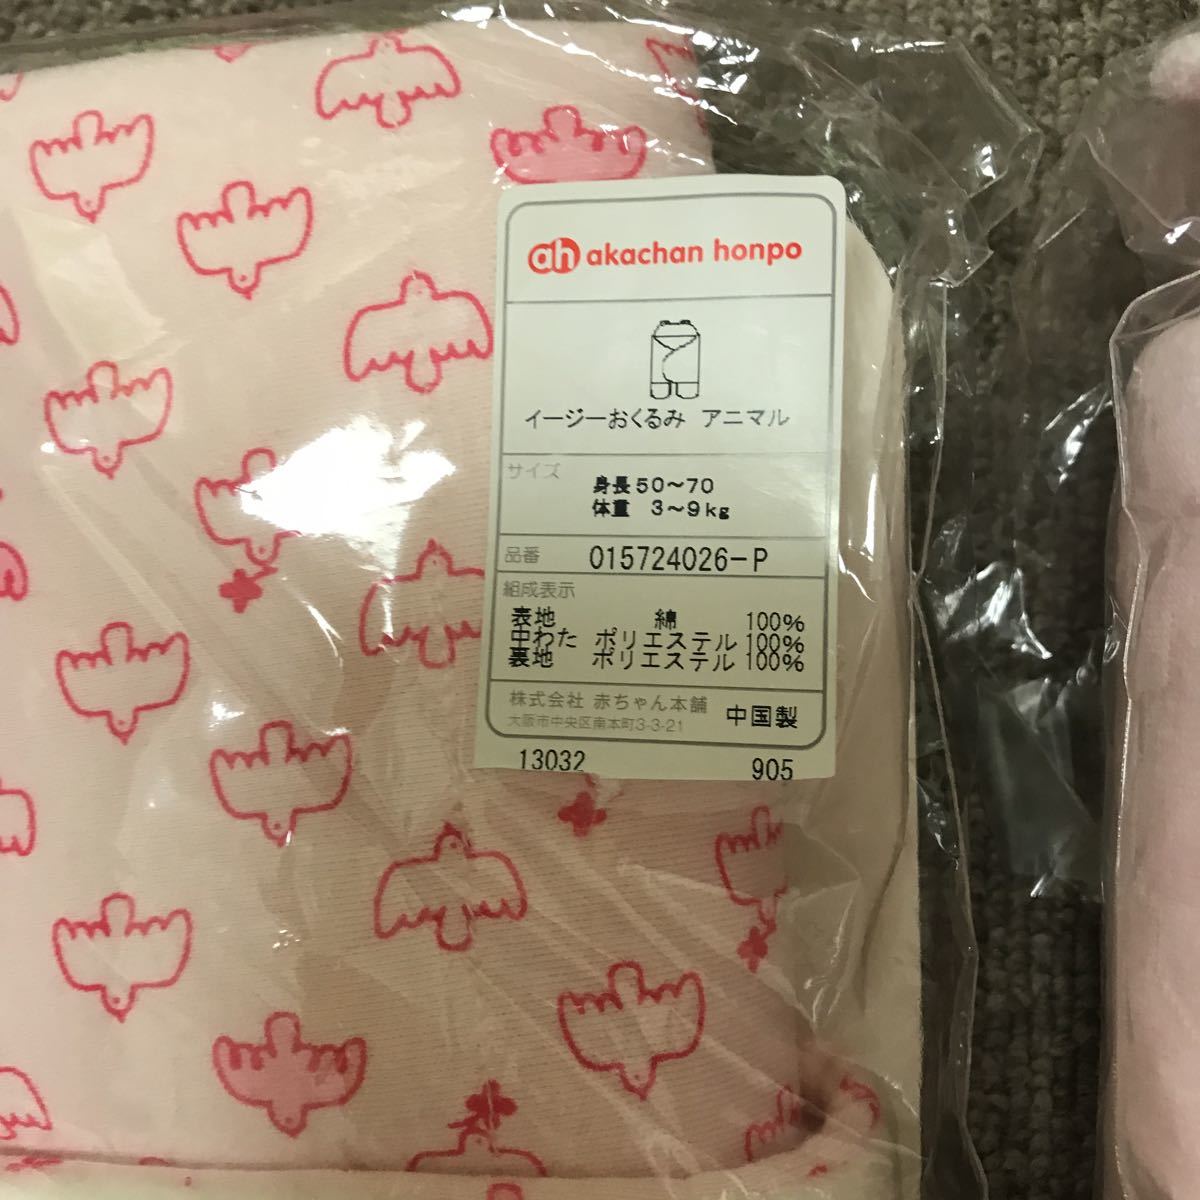 ah akachan honpo
イージーおくるみ アニマル
サイズ
身長50～70
体重 3～9kg
品番 015724026-P
組成表示
表地 綿 100%
中わた ポリエステル 100%
裏地 ポリエステル 100%
株式会社 赤ちゃん本舗
大阪市中央区南本町3-3-21
中国製
13032 905